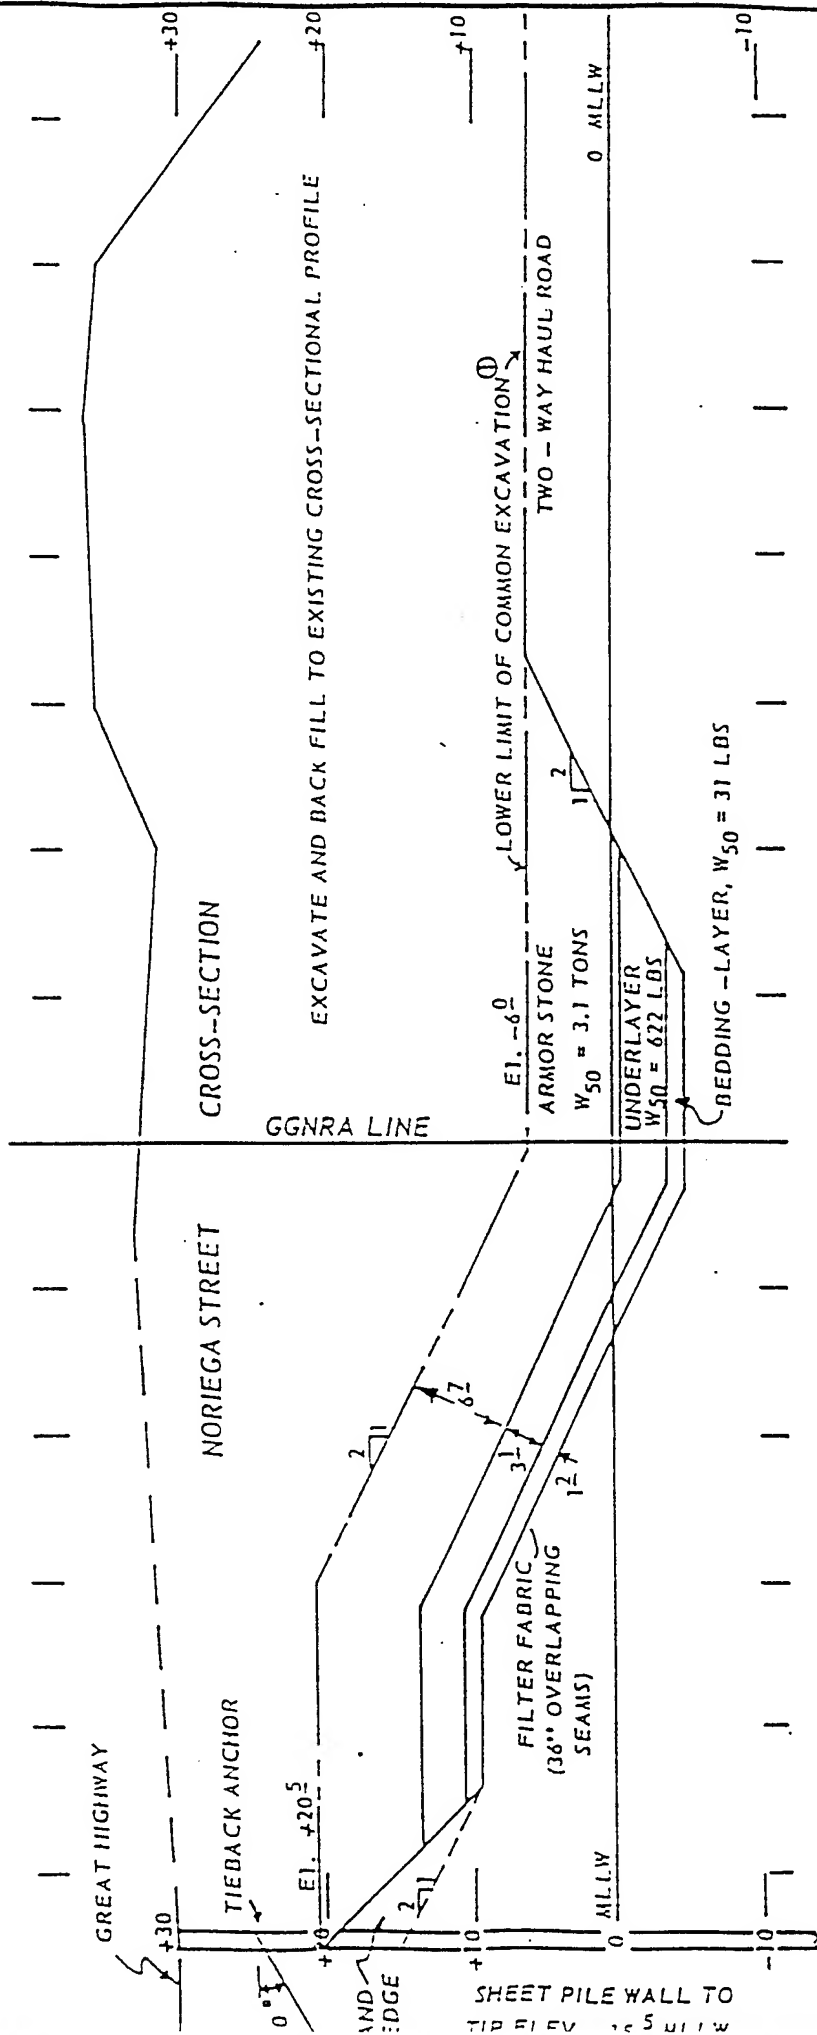 GREAT HIGHWAY
TIEBACK ANCHOR
NORIEGA STREET
CROSS-SECTION
EXCAVATE AND BACK FILL TO EXISTING CROSS-SECTIONAL PROFILE
GGNRA LINE
+30
+30
+20
+10
0 MLLW
-10
El. +20 5
2
1
6 7
3 1
1 2
El. -6 0
LOWER LIMIT OF COMMON EXCAVATION ①
TWO-WAY HAUL ROAD
ARMOR STONE
W50 = 3.1 TONS
2
1
UNDERLAYER
W50 = 622 LBS
BEDDING-LAYER, W50 = 31 LBS
FILTER FABRIC
(36" OVERLAPPING
SEAMS)
2
1
MLLW
0
-10
AND
EDGE
SHEET PILE WALL TO